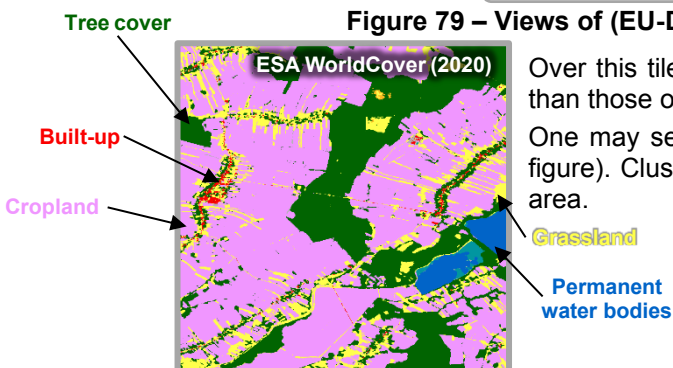 Figure 79 – Views of (EU-D
Tree cover
ESA WorldCover (2020)
Built-up
Cropland
Over this tile
than those o
One may se
figure). Clus
area.
Grassland
Permanent
water bodies